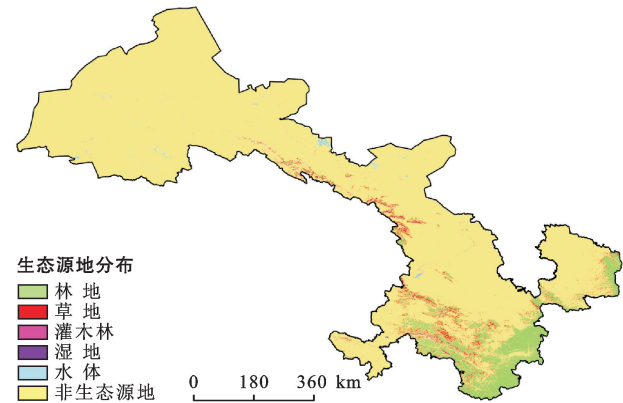 生态源地分布
林 地
草 地
灌木林
湿 地
水 体
非生态源地
0 180 360 km